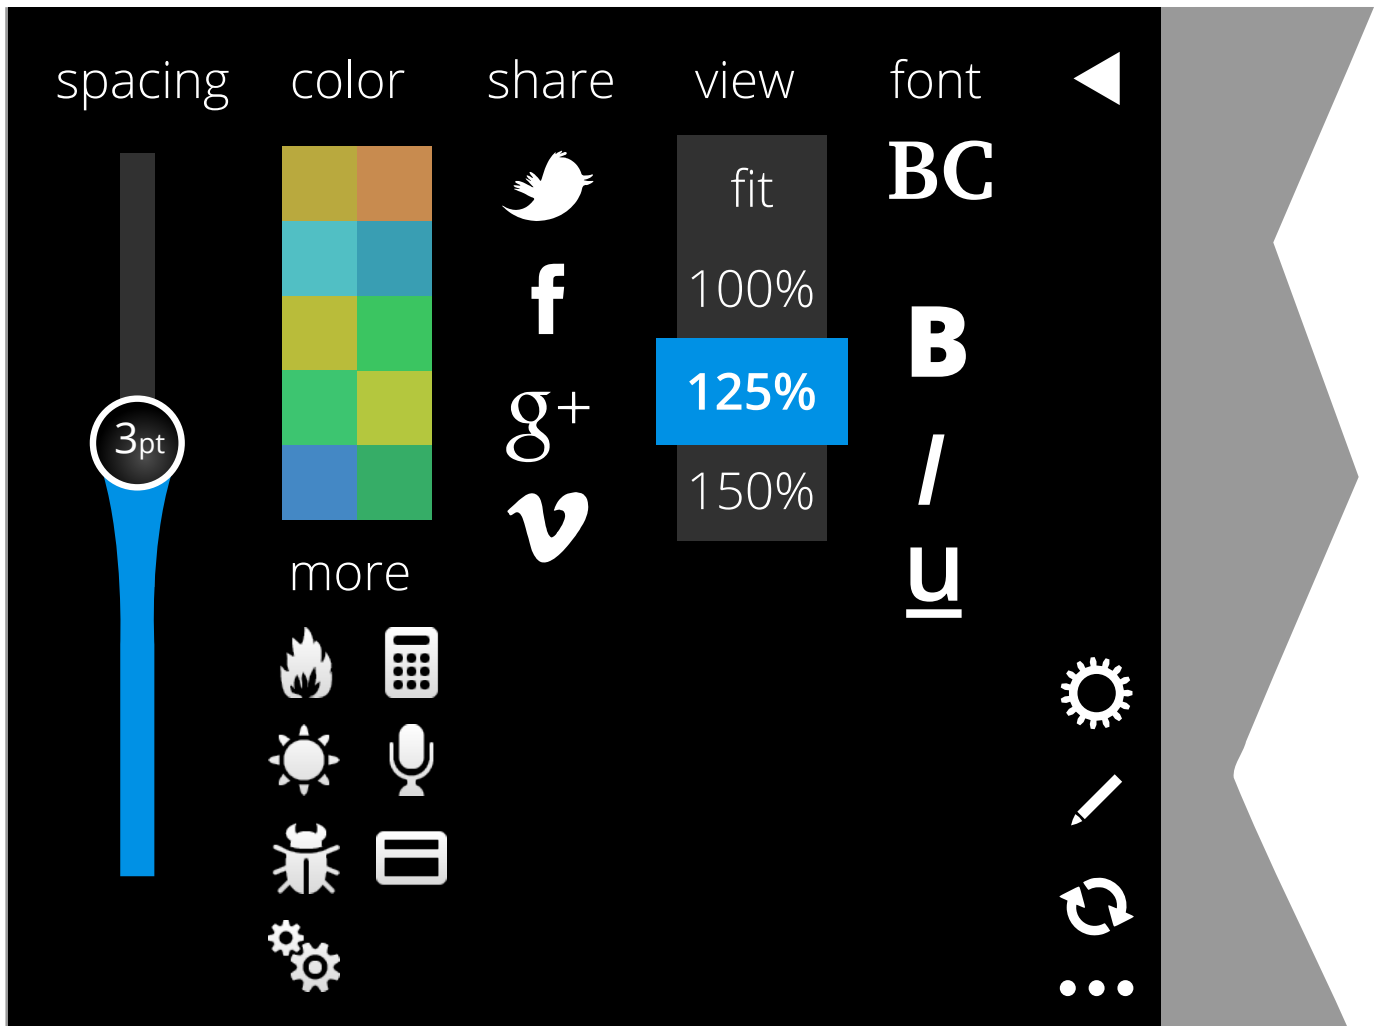 spacing
color
share
view
font
BC
fit
100%
125%
150%
3pt
B
I
u
f
g+
v
more